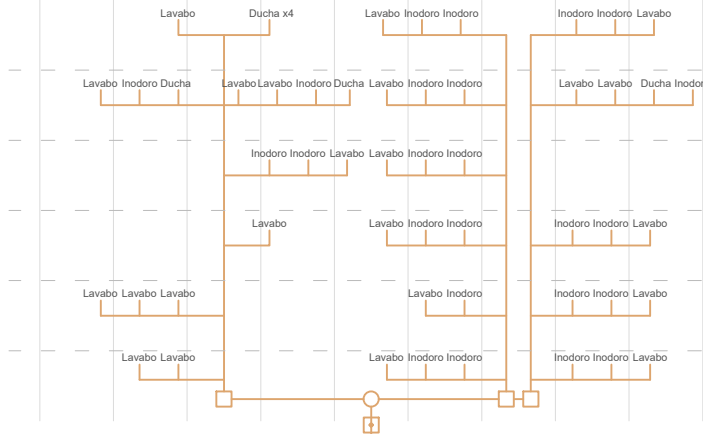 Lavabo Ducha x4 Lavabo Inodoro Inodoro Inodoro Inodoro Lavabo
Lavabo Inodoro Ducha Lavabo Lavabo Inodoro Ducha Lavabo Inodoro Inodoro Lavabo Lavabo Ducha Inodor
Inodoro Inodoro Lavabo Lavabo Inodoro Inodoro
Lavabo Lavabo Inodoro Inodoro Inodoro Inodoro Lavabo
Lavabo Lavabo Lavabo Lavabo Inodoro Inodoro Inodoro Lavabo
Lavabo Lavabo Lavabo Inodoro Inodoro Inodoro Inodoro Lavabo